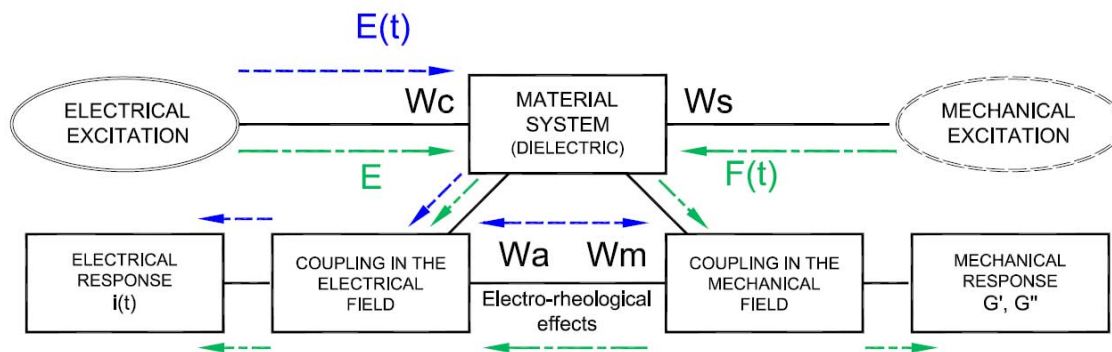 E(t)
ELECTRICAL
EXCITATION
Wc
MATERIAL
SYSTEM
(DIELECTRIC)
Ws
MECHANICAL
EXCITATION
E
F(t)
ELECTRICAL
RESPONSE
i(t)
COUPLING IN THE
ELECTRICAL
FIELD
Wa
Wm
Electro-rheological
effects
COUPLING IN THE
MECHANICAL
FIELD
MECHANICAL
RESPONSE
G', G"